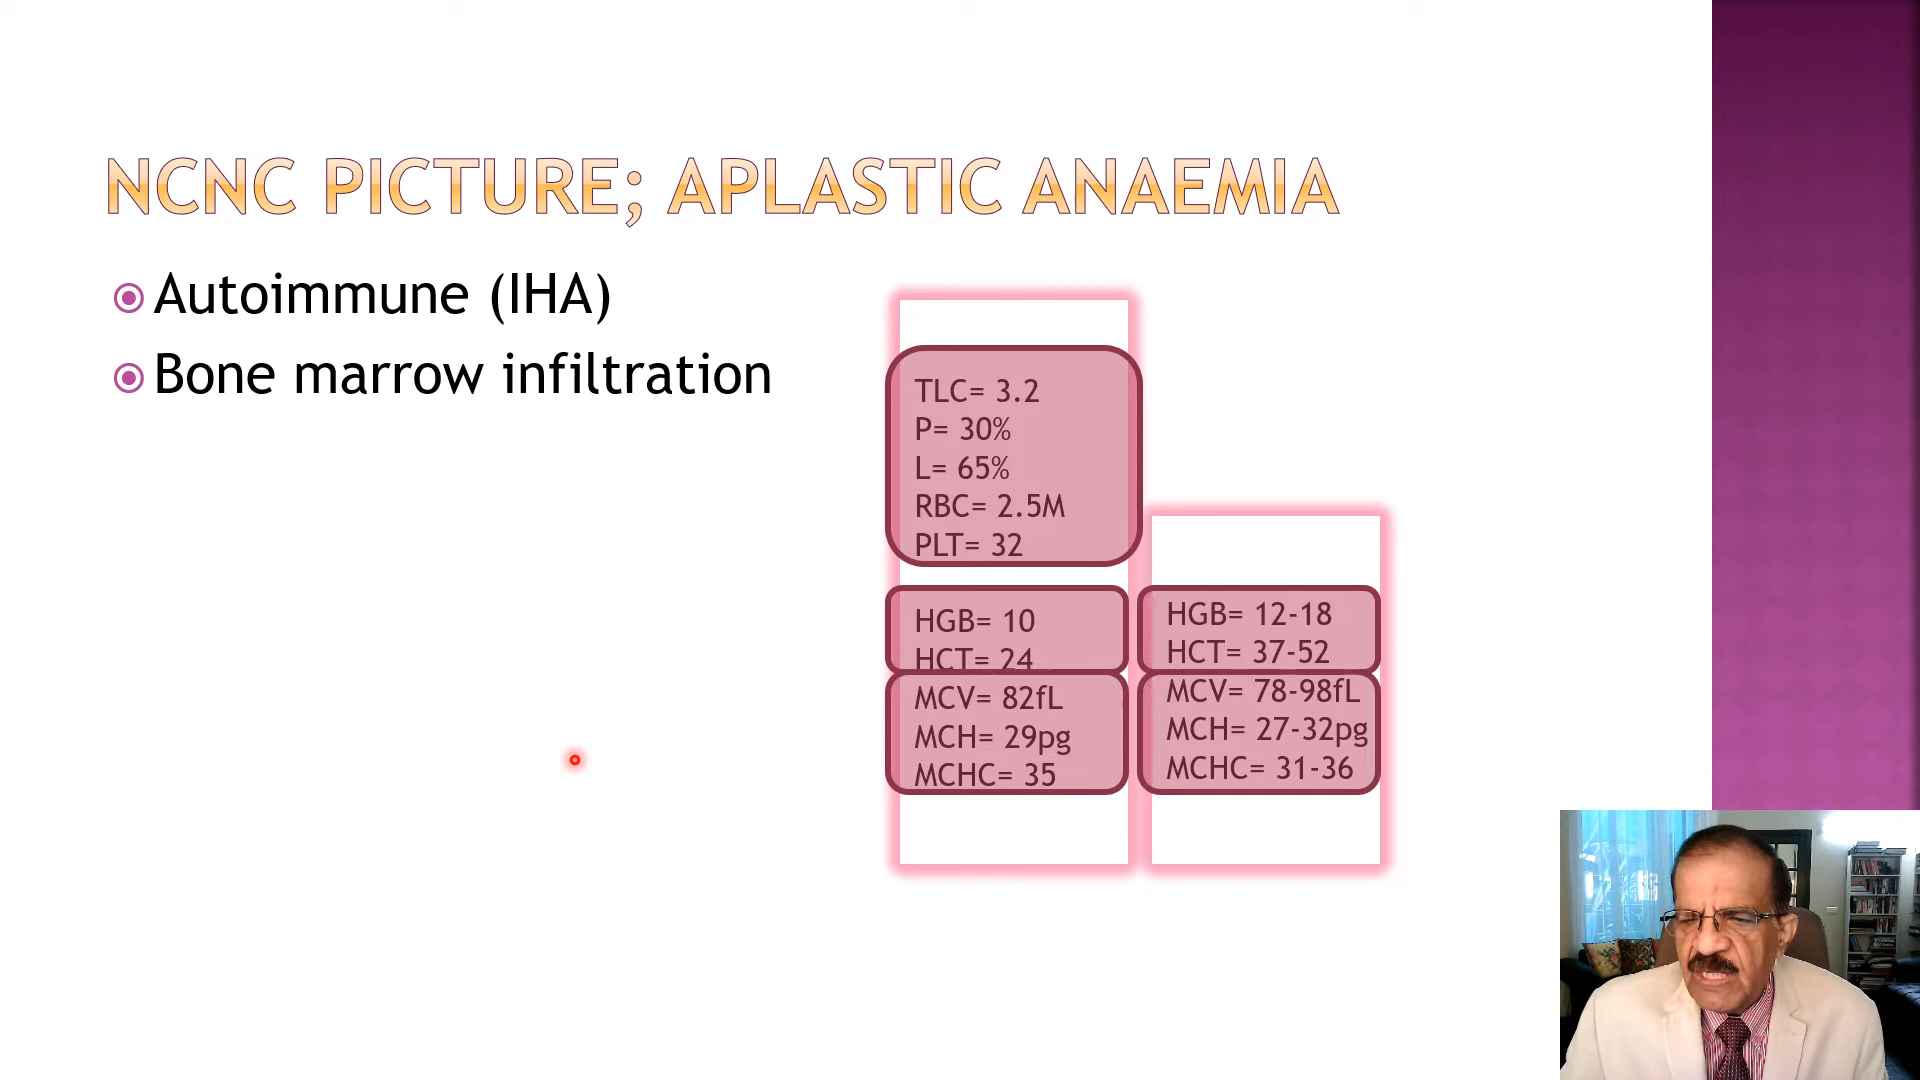 NCNC PICTURE; APLASTIC ANAEMIA
Autoimmune (IHA)
Bone marrow infiltration
TLC= 3.2
P= 30%
L= 65%
RBC= 2.5M
PLT= 32
HGB= 10
HCT= 24
MCV= 82fL
MCH= 29pg
MCHC= 35
HGB= 12-18
HCT= 37-52
MCV= 78-98fL
MCH= 27-32pg
MCHC= 31-36